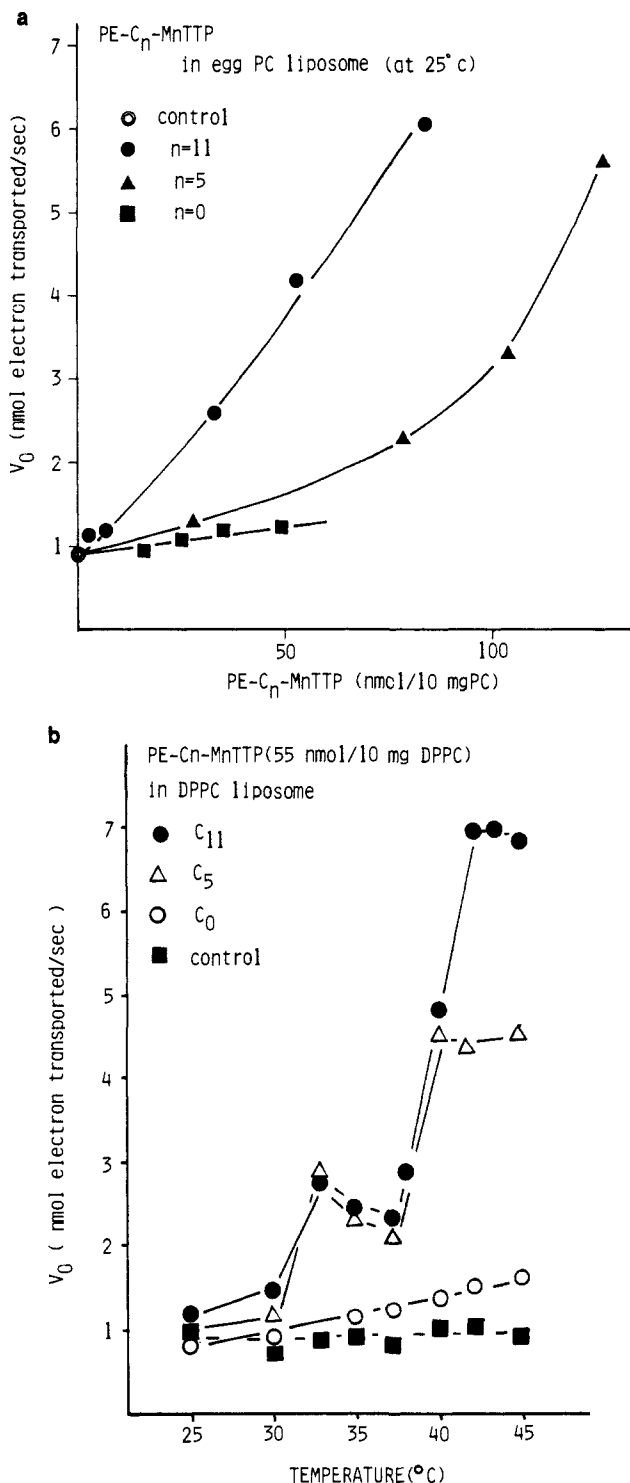 a
PE-Cn-MnTTP
in egg PC liposome (at 25°c)
control
n=11
n=5
n=0
7
6
5
4
3
2
1
V0 (nmol electron transported/sec)
50
100
PE-Cn-MnTTP (nmol/10 mgPC)
b
PE-Cn-MnTTP(55 nmol/10 mg DPPC)
in DPPC liposome
C11
C5
C0
control
7
6
5
4
3
2
1
V0 ( nmol electron transported/sec )
25
30
35
40
45
TEMPERATURE(°C)